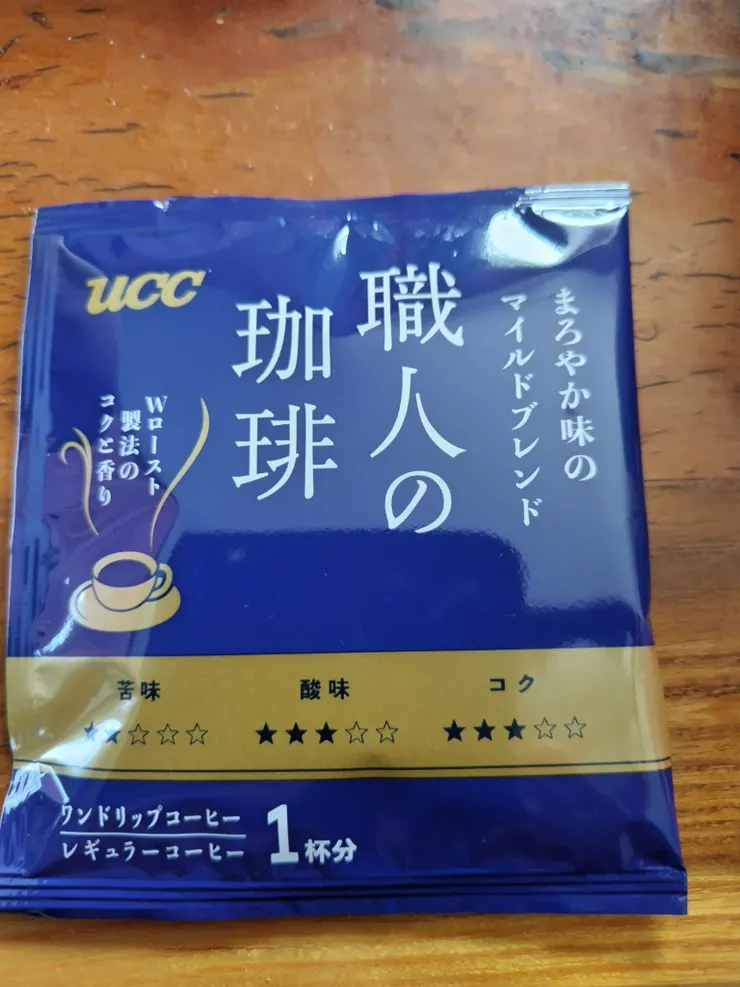 UCC
まろやか味の
マイルドブレンド
職人の
珈琲
Wロースト
製法の
コクと香り
苦味
★★☆☆☆
酸味
★★★☆☆
コク
★★★☆☆
ワンドリップコーヒー
レギュラーコーヒー
1杯分